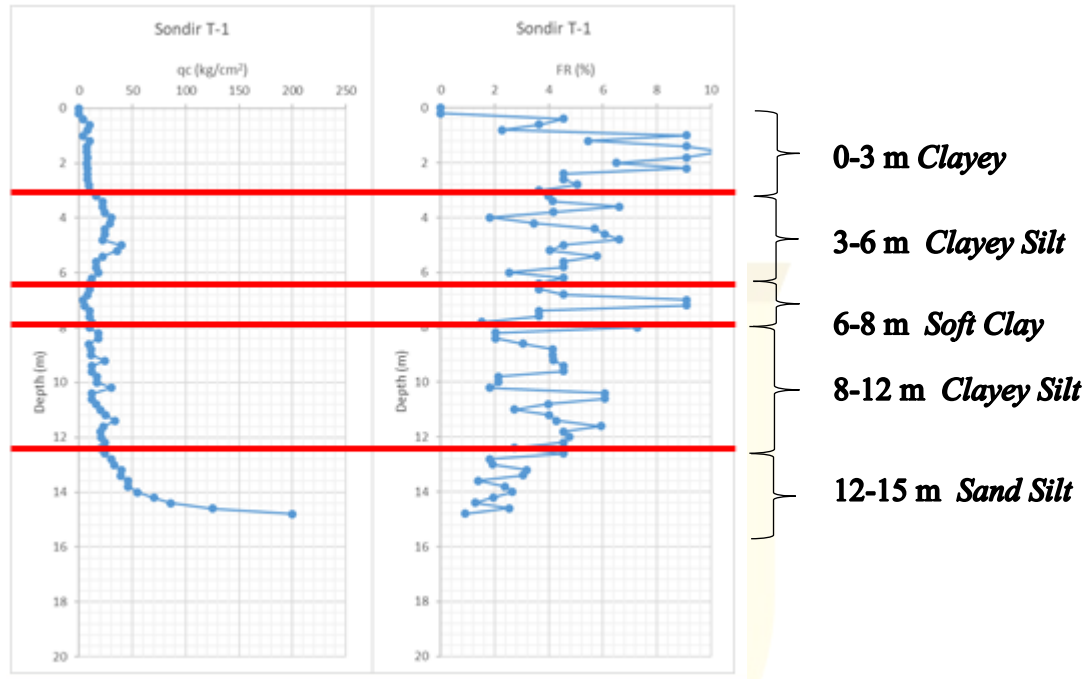 Sondir T-1
qc (kg/cm²)
0 50 100 150 200 250
0
2
4
6
8
10
12
14
16
18
20
Depth (m)
Sondir T-1
FR (%)
0 2 4 6 8 10
0
2
4
6
8
10
12
14
16
18
20
Depth (m)
0-3 m Clayey
3-6 m Clayey Silt
6-8 m Soft Clay
8-12 m Clayey Silt
12-15 m Sand Silt